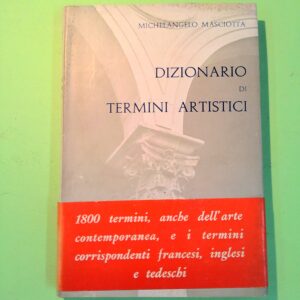 MICHELANGELO MASCIOTTA
DIZIONARIO
DI
TERMINI ARTISTICI
1800 termini, anche dell'arte
contemporanea, e i termini
corrispondenti francesi, inglesi
e tedeschi